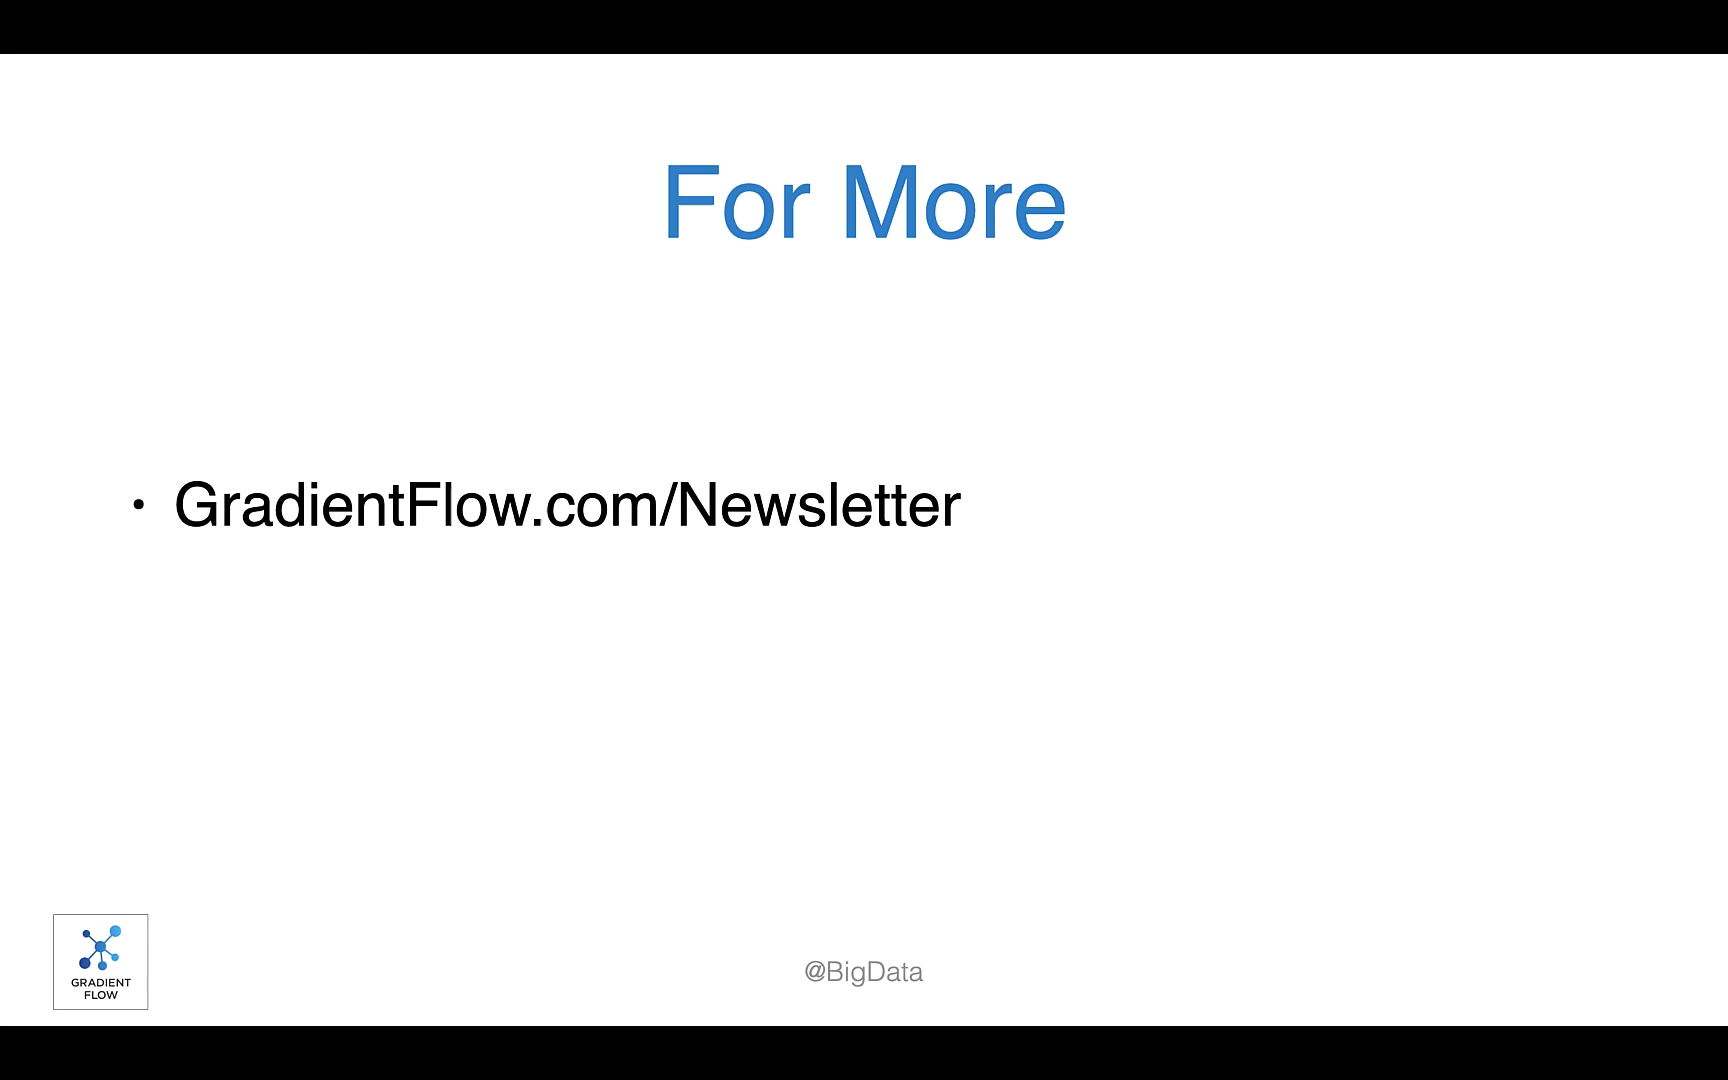 For More
• GradientFlow.com/Newsletter
GRADIENT
FLOW
@BigData